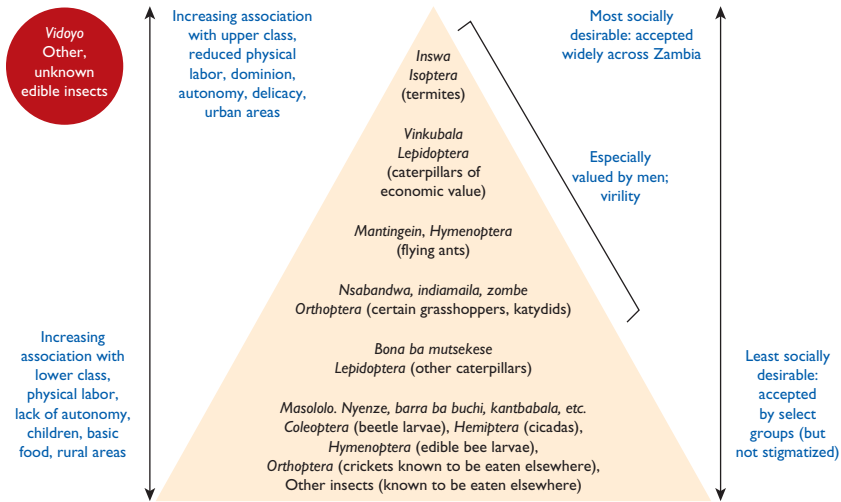 Vidoyo
Other,
unknown
edible insects
Increasing association
with upper class,
reduced physical
labor, dominion,
autonomy, delicacy,
urban areas
Most socially
desirable: accepted
widely across Zambia
Inswa
Isoptera
(termites)
Vinkubala
Lepidoptera
(caterpillars of
economic value)
Especially
valued by men;
virility
Mantingein, Hymenoptera
(flying ants)
Nsabandwa, indiamaila, zombe
Orthoptera (certain grasshoppers, katydids)
Bona ba mutsekese
Lepidoptera (other caterpillars)
Increasing
association with
lower class,
physical labor,
lack of autonomy,
children, basic
food, rural areas
Masololo. Nyenze, barra ba buchi, kantbabala, etc.
Coleoptera (beetle larvae), Hemiptera (cicadas),
Hymenoptera (edible bee larvae),
Orthoptera (crickets known to be eaten elsewhere),
Other insects (known to be eaten elsewhere)
Least socially
desirable:
accepted
by select
groups (but
not stigmatized)